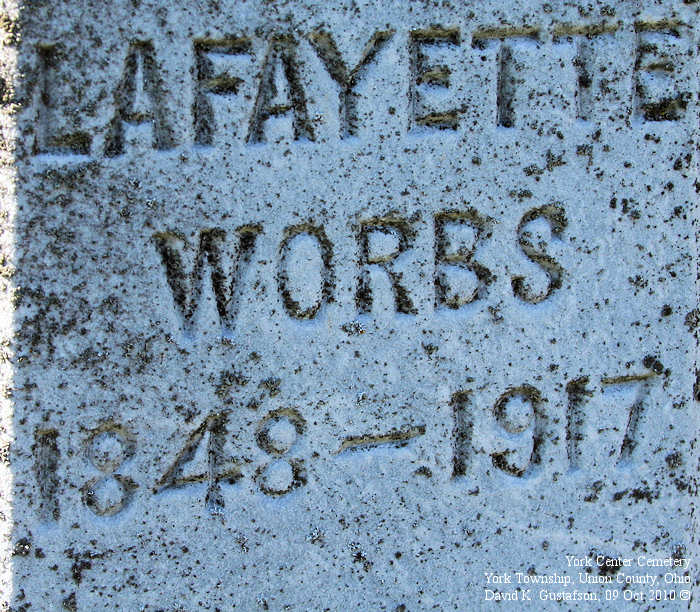 LAFAYETTE
WORBS
1848-1917
York Center Cemetery
York Township, Union County, Ohio
David K. Gustafson, 09 Oct 2010 ©